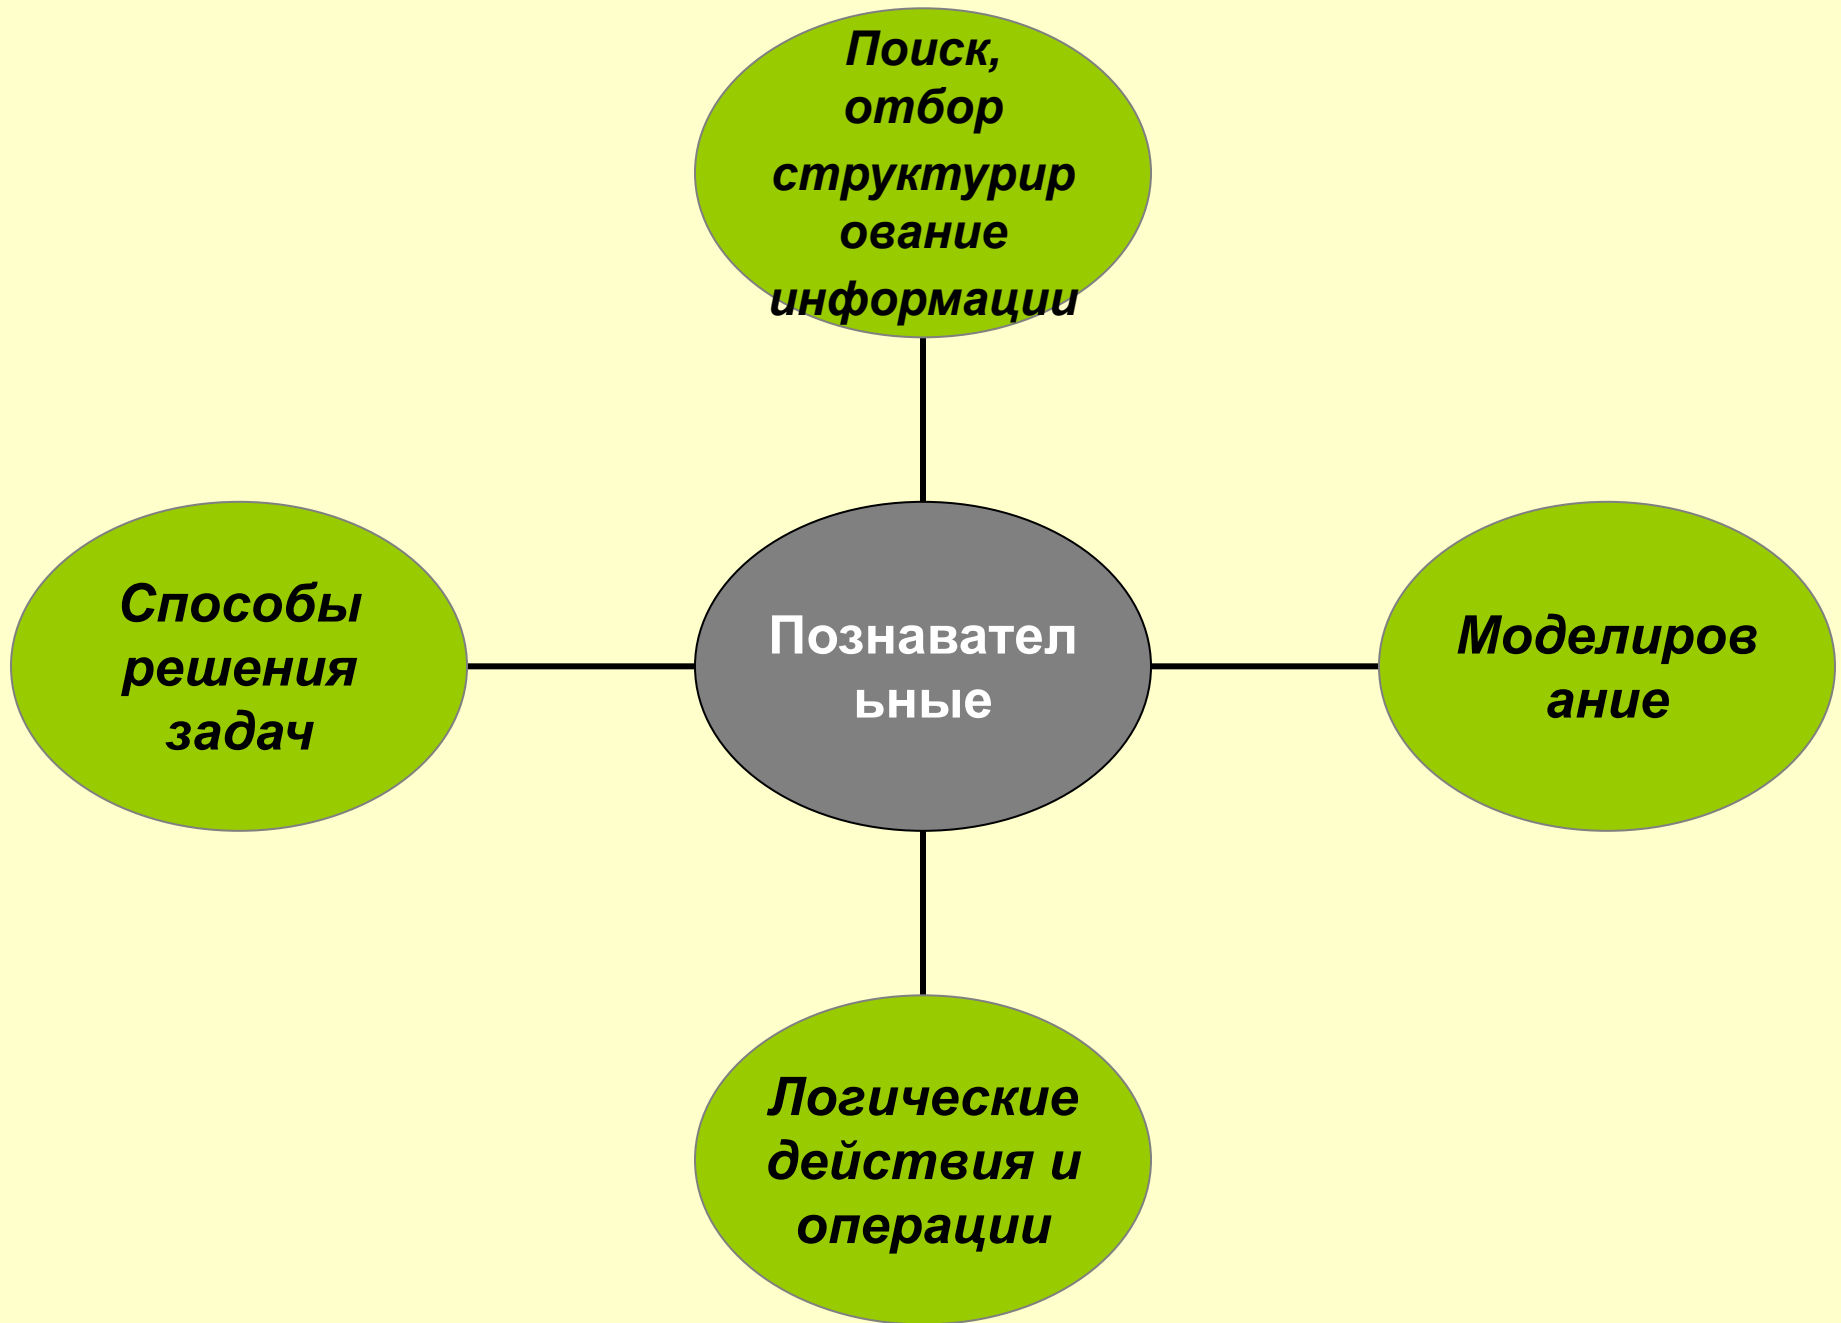 Поиск,
отбор
структурир
ование
информации
Способы
решения
задач
Познавател
ьные
Моделиров
ание
Логические
действия и
операции